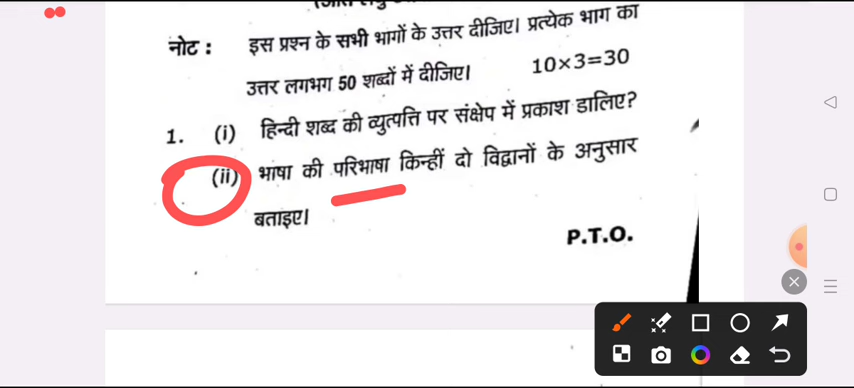 नोट : इस प्रश्न के सभी भागों के उत्तर दीजिए। प्रत्येक भाग का
उत्तर लगभग 50 शब्दों में दीजिए। 10×3=30
1. (i) हिन्दी शब्द की व्युत्पत्ति पर संक्षेप में प्रकाश डालिए?
(ii) भाषा की परिभाषा किन्हीं दो विद्वानों के अनुसार
बताइए।
P.T.O.